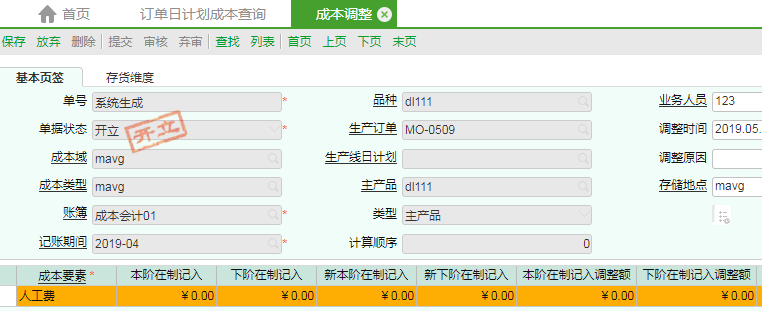 首页 订单日计划成本查询 成本调整
保存 放弃 删除 提交 审核 弃审 查找 列表 首页 上页 下页 末页
基本页签 存货维度
单号 系统生成 * 品种 dl111 业务人员 123
单据状态 开立 * 生产订单 MO-0509 调整时间 2019.05.
开立
成本域 mavg 生产线日计划 调整原因
成本类型 mavg 主产品 dl111 存储地点 mavg
账簿 成本会计01 * 类型 主产品
记账期间 2019-04 * 计算顺序 0
成本要素 * 本阶在制记入 下阶在制记入 新本阶在制记入 新下阶在制记入 本阶在制记入调整额 下阶在制记入调整额
人工费 ￥0.00 ￥0.00 ￥0.00 ￥0.00 ￥0.00 ￥0.00